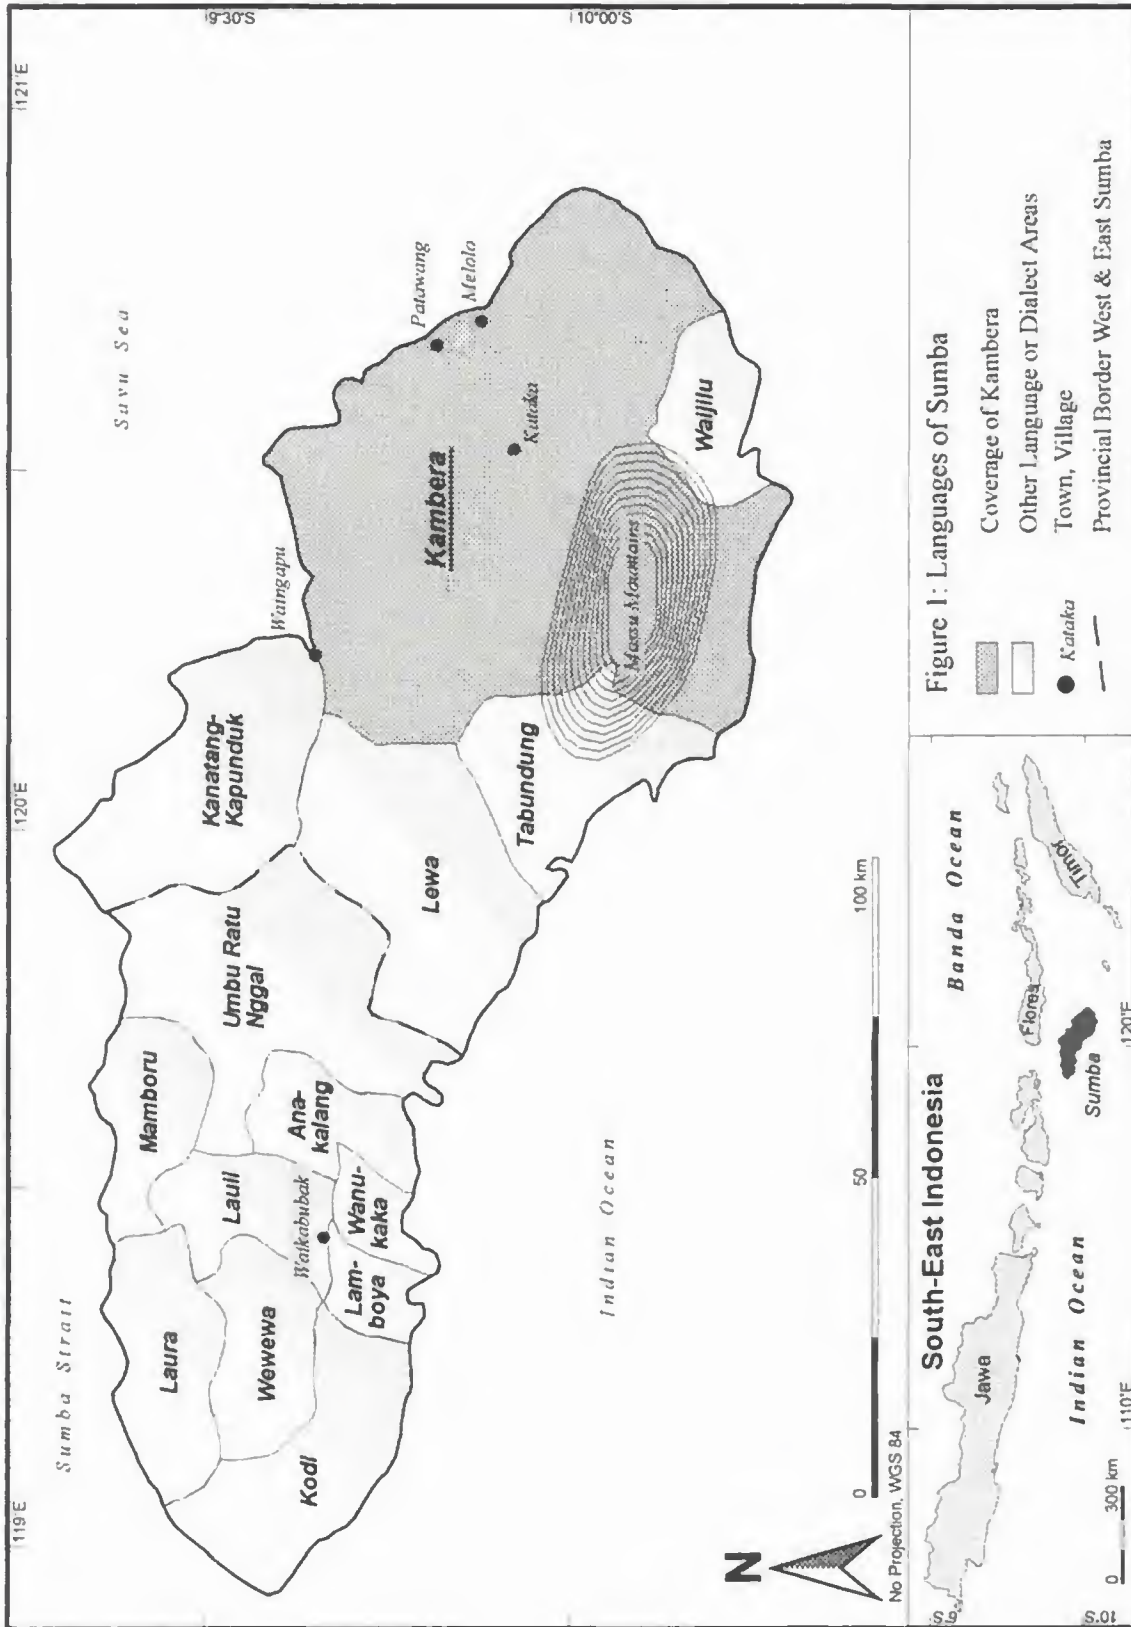 119°E
120°E
121°E
9°30'S
10°00'S
Sumba Strait
Savu Sea
Laura
Wewewa
Kodi
Lauli
Mamboru
Waikabubak
Lam-
boya
Wanu-
kaka
Ana-
kalang
Umbu Ratu
Nggai
Kanatang-
Kapunduk
Lewa
Tabundung
Waingapu
Kambera
Patawang
Melolo
Kataka
Massu Mountains
Waijilu
Indian Ocean
N
No Projection, WGS 84
0
50
100 km
South-East Indonesia
Jawa
Flores
Timor
Sumba
Banda Ocean
Indian Ocean
0
300 km
110°E
120°E
6°S
10°S
Figure 1: Languages of Sumba
Coverage of Kambera
Other Language or Dialect Areas
Kataka
Town, Village
Provincial Border West & East Sumba